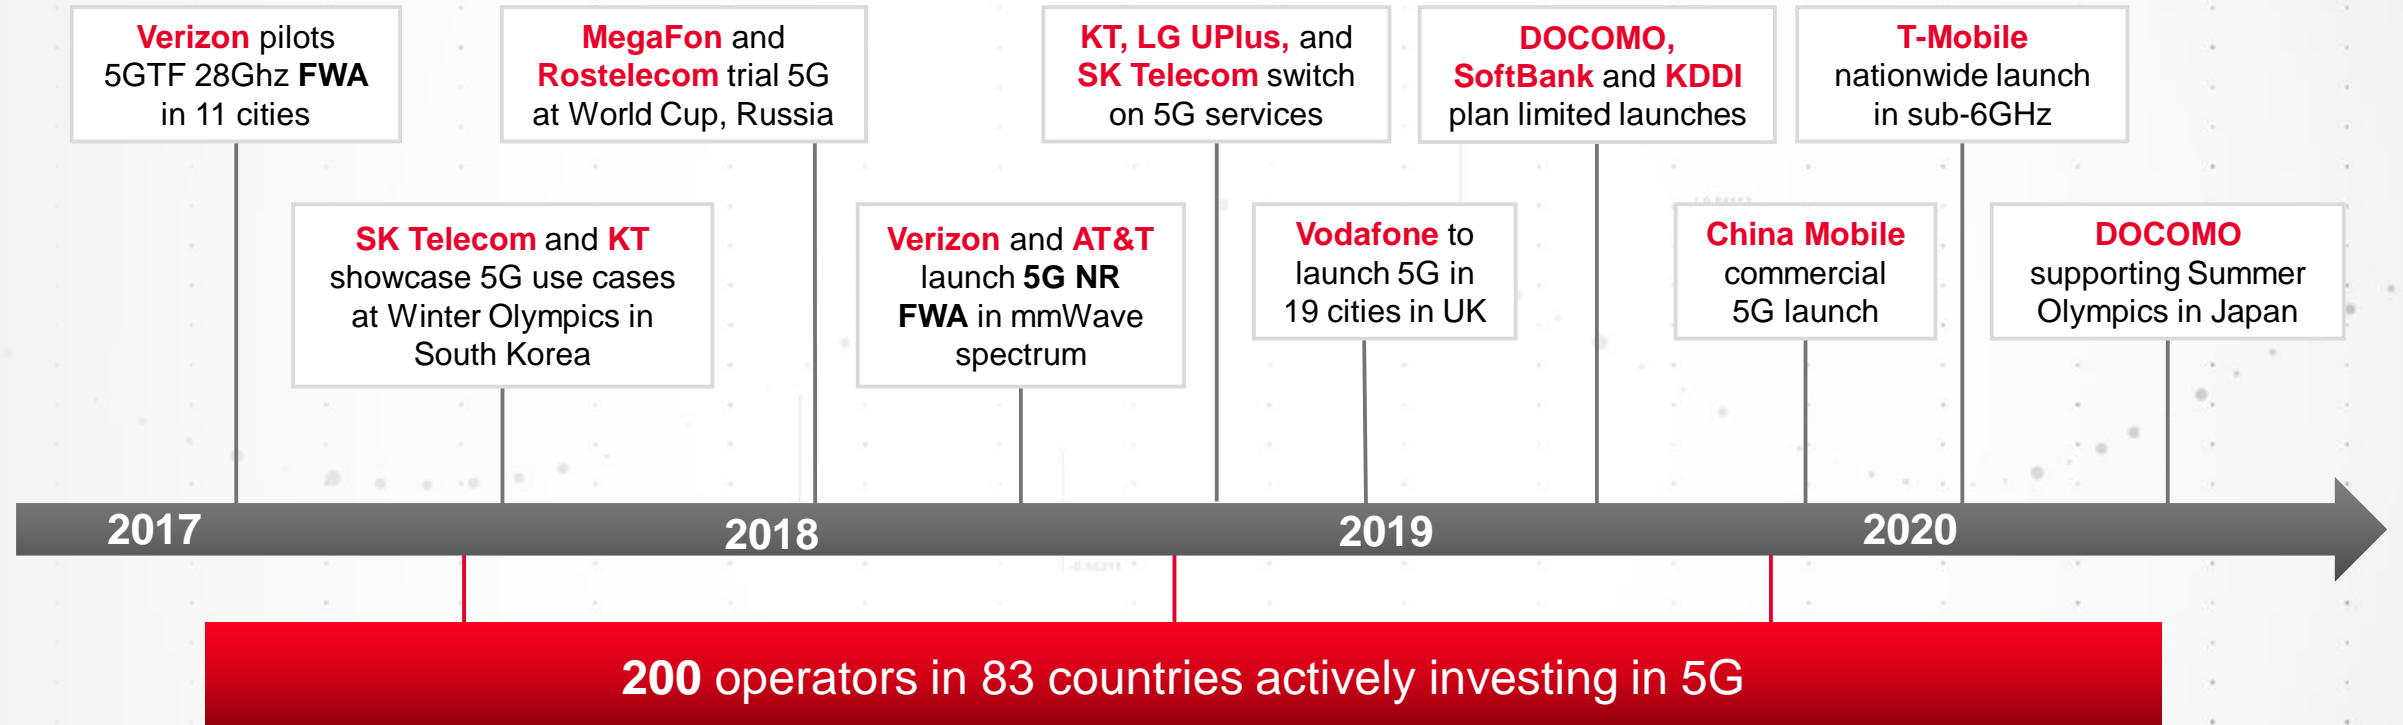 Verizon pilots
5GTF 28Ghz FWA
in 11 cities
MegaFon and
Rostelecom trial 5G
at World Cup, Russia
KT, LG UPlus, and
SK Telecom switch
on 5G services
DOCOMO,
SoftBank and KDDI
plan limited launches
T-Mobile
nationwide launch
in sub-6GHz
SK Telecom and KT
showcase 5G use cases
at Winter Olympics in
South Korea
Verizon and AT&T
launch 5G NR
FWA in mmWave
spectrum
Vodafone to
launch 5G in
19 cities in UK
China Mobile
commercial
5G launch
DOCOMO
supporting Summer
Olympics in Japan
2017
2018
2019
2020
200 operators in 83 countries actively investing in 5G